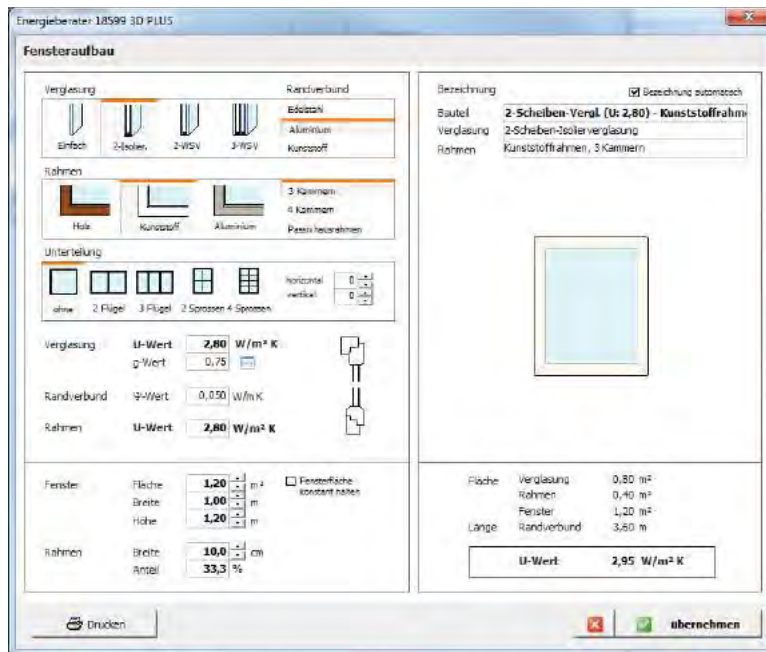 Energieberater 18599 3D PLUS
Fensteraufbau
Verglasung
Randverbund
Einfach
2-Isolier.
2-WSV
3-WSV
Edelstahl
Aluminium
Kunststoff
Rahmen
Holz
Kunststoff
Aluminium
3 Kammern
4 Kammern
Passivhausrahmen
Unterteilung
ohne
2 Flügel
3 Flügel
2 Sprossen
4 Sprossen
horizontal 0
vertical 0
Verglasung U-Wert 2,80 W/m² K
g-Wert 0,75
Randverbund Ψ-Wert 0,050 W/mK
Rahmen U-Wert 2,80 W/m² K
Fenster Fläche 1,20 m²
Breite 1,00 m
Höhe 1,20 m
Fensterfläche
konstant halten
Rahmen Breite 10,0 cm
Anteil 33,3 %
Bezeichnung
Bezeichnung automatisch
Bauteil 2-Scheiben-Vergl. (U: 2,80) - Kunststoffrahm
Verglasung 2-Scheiben-Isolierverglasung
Rahmen Kunststoffrahmen, 3 Kammern
Fläche Verglasung 0,80 m²
Rahmen 0,40 m²
Fenster 1,20 m²
Länge Randverbund 3,60 m
U-Wert 2,95 W/m² K
Drucken
übernehmen